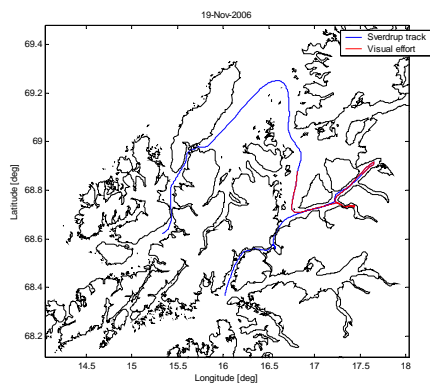 19-Nov-2006
Sverdrup track
Visual effort
69.4
69.2
69
68.8
68.6
68.4
68.2
Latitude [deg]
14.5 15 15.5 16 16.5 17 17.5 18
Longitude [deg]